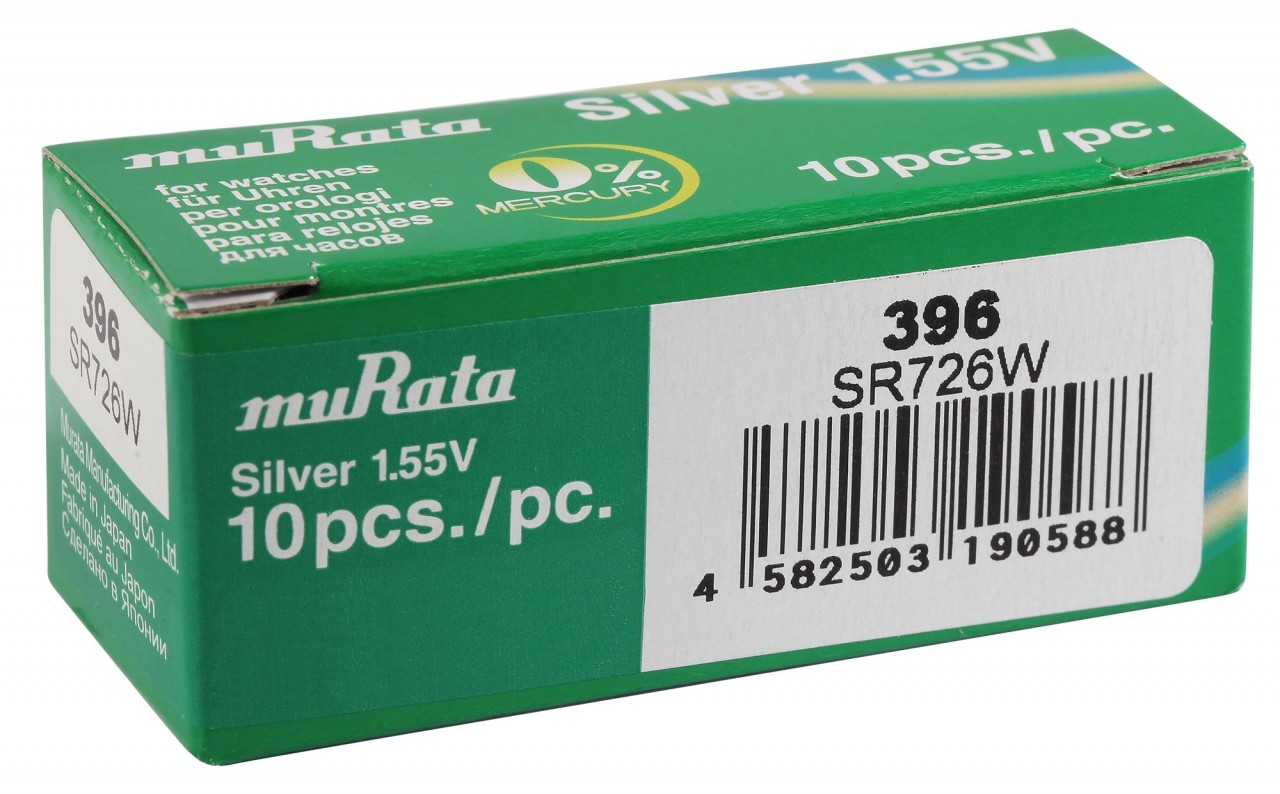 muRata
Silver 1.55V
for watches
für Uhren
per orologi
pour montres
para relojes
для часов
0%
MERCURY
10pcs./pc.
396
SR726W
Murata Manufacturing Co., Ltd.
Made in Japan
Fabriqué au Japon
Сделано в Японии
muRata
Silver 1.55V
10pcs./pc.
396
SR726W
4 582503 190588